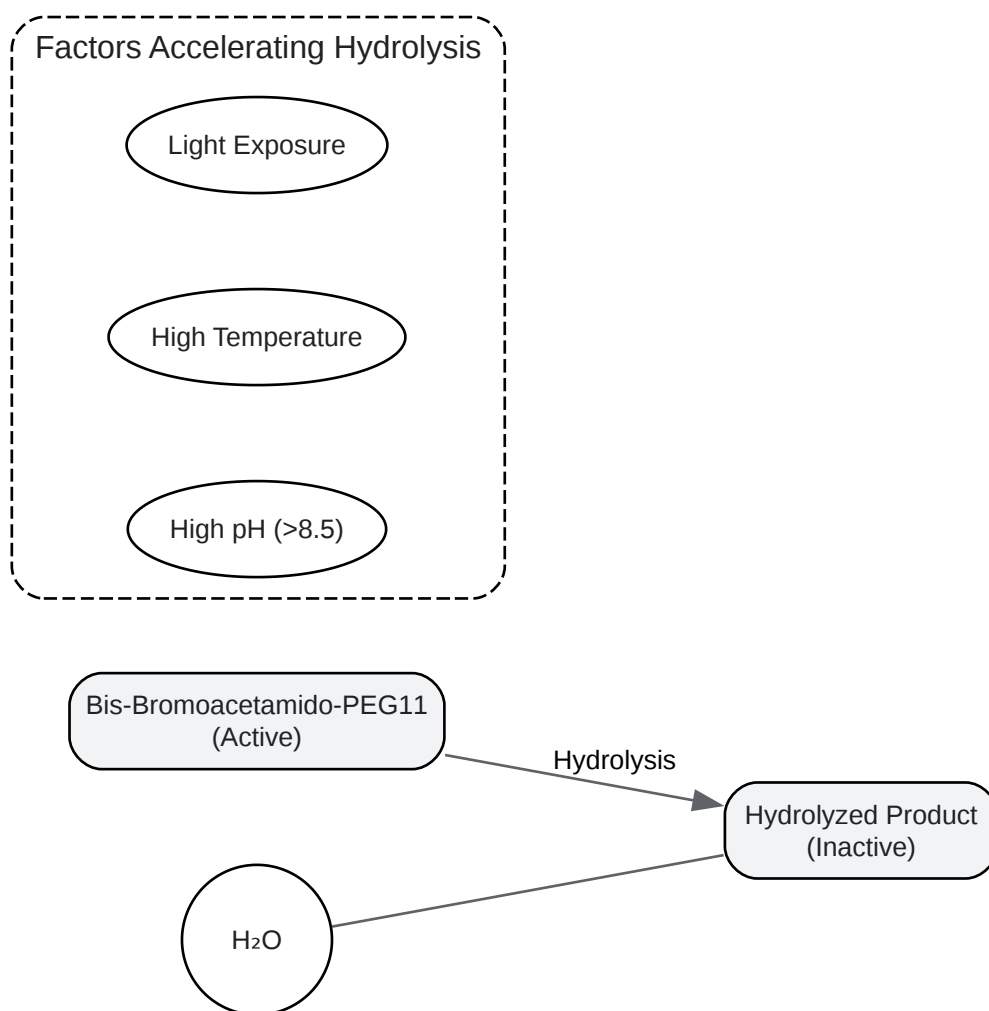 Factors Accelerating Hydrolysis
Light Exposure
High Temperature
High pH (>8.5)
Bis-Bromoacetamido-PEG11
(Active)
Hydrolysis
Hydrolyzed Product
(Inactive)
H₂O